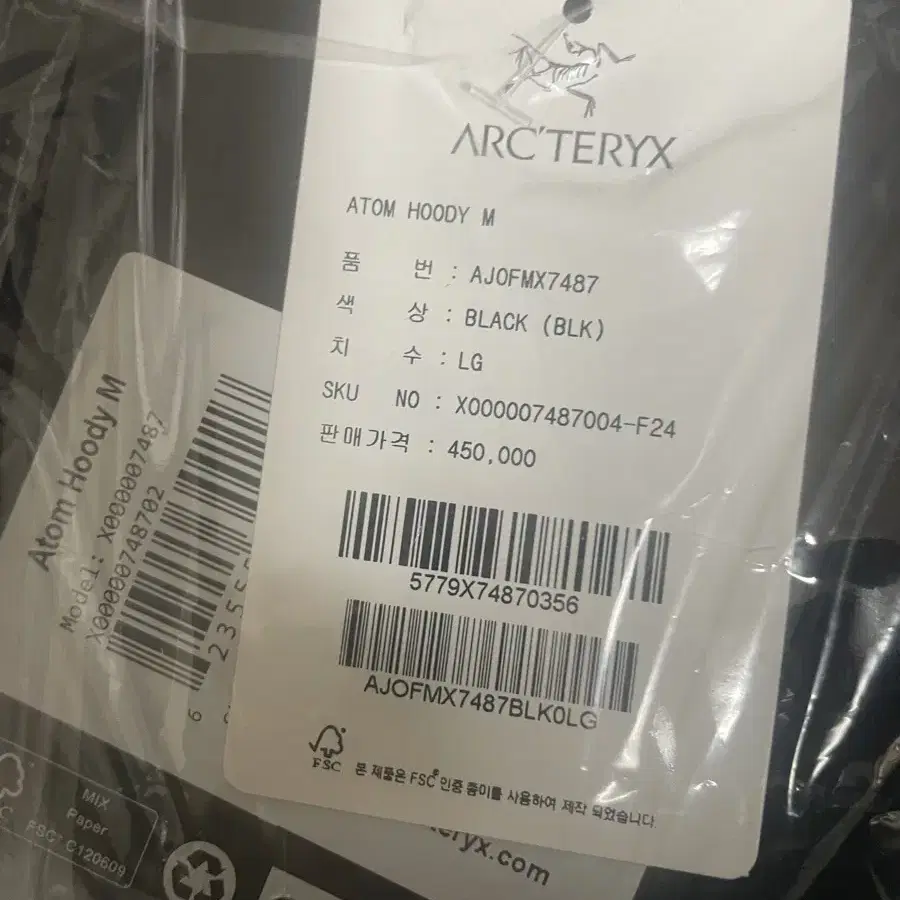 ARC'TERYX
ATOM HOODY M
품 번 : AJOFMX7487
색 상 : BLACK (BLK)
치 수 : LG
SKU NO : X000007487004-F24
판매가격 : 450,000
5779X74870356
AJOFMX7487BLK0LG
FSC 본 제품은 FSC® 인증 종이를 사용하여 제작 되었습니다.
Atom Hoody M
Model: X000007487
X00000748702
MIX
Paper
FSC® C120609
teryx.com